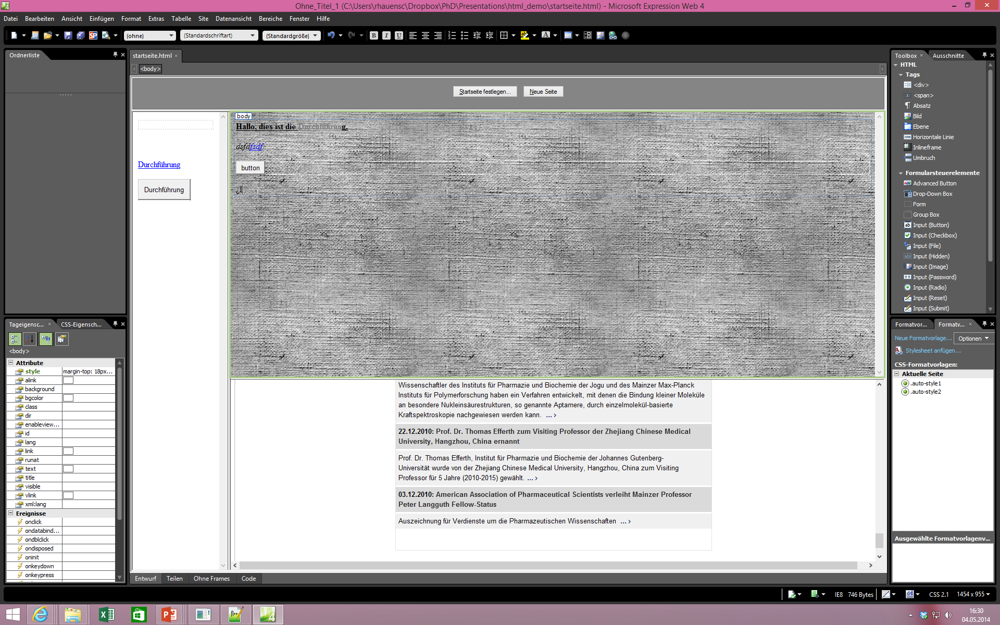 Ohne_Titel_1 (C:\Users\rhauensc\Dropbox\PhD\Presentations\html_demo\startseite.html) - Microsoft Expression Web 4
Datei Bearbeiten Ansicht Einfügen Format Extras Tabelle Site Datenansicht Bereiche Fenster Hilfe
(ohne) (Standardschriftart) (Standardgröße)
Ordnerliste
startseite.html
<body>
Startseite festlegen... Neue Seite
Durchführung
Durchführung
body
Hallo, dies ist die Durchführung.
dsfdfsdf
button
Wissenschaftler des Instituts für Pharmazie und Biochemie der Jogu und des Mainzer Max-Planck
Instituts für Polymerforschung haben ein Verfahren entwickelt, mit denen die Bindung kleiner Moleküle
an besondere Nukleinsäurestrukturen, so genannte Aptamere, durch einzelmolekül-basierte
Kraftspektroskopie nachgewiesen werden kann. ... ›
22.12.2010: Prof. Dr. Thomas Efferth zum Visiting Professor der Zhejiang Chinese Medical
University, Hangzhou, China ernannt
Prof. Dr. Thomas Efferth, Institut für Pharmazie und Biochemie der Johannes Gutenberg-
Universität wurde von der Zhejiang Chinese Medical University, Hangzhou, China zum Visiting
Professor für 5 Jahre (2010-2015) gewählt. ... ›
03.12.2010: American Association of Pharmaceutical Scientists verleiht Mainzer Professor
Peter Langguth Fellow-Status
Auszeichnung für Verdienste um die Pharmazeutischen Wissenschaften ... ›
Entwurf Teilen Ohne Frames Code
Tageigensc... CSS-Eigensch...
<body>
Attribute
style margin-top: 18px...
alink
background
bgcolor
class
dir
enableview...
id
lang
link
runat
text
title
visible
vlink
xml:lang
Ereignisse
onclick
ondatabind...
ondblclick
ondisposed
oninit
onkeydown
onkeypress
Toolbox Ausschnitte
HTML
Tags
<div>
<span>
Absatz
Bild
Ebene
Horizontale Linie
Inlineframe
Umbruch
Formularsteuerelemente
Advanced Button
Drop-Down Box
Form
Group Box
Input (Button)
Input (Checkbox)
Input (File)
Input (Hidden)
Input (Image)
Input (Password)
Input (Radio)
Input (Reset)
Input (Submit)
Formatvor... Formatv...
Neue Formatvorlage... Optionen
Stylesheet anfügen...
CSS-Formatvorlagen:
Aktuelle Seite
.auto-style1
.auto-style2
Ausgewählte Formatvorlagenv...
IE8 746 Bytes CSS 2.1 1454 x 955
16:30
04.05.2014